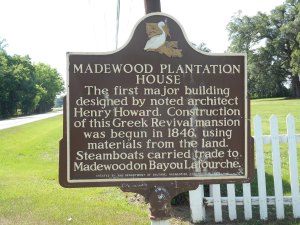 MADEWOOD PLANTATION
HOUSE
The first major building
designed by noted architect
Henry Howard. Construction
of this Greek Revival mansion
was begun in 1846, using
materials from the land.
Steamboats carried trade to
Madewood on Bayou Lafourche.